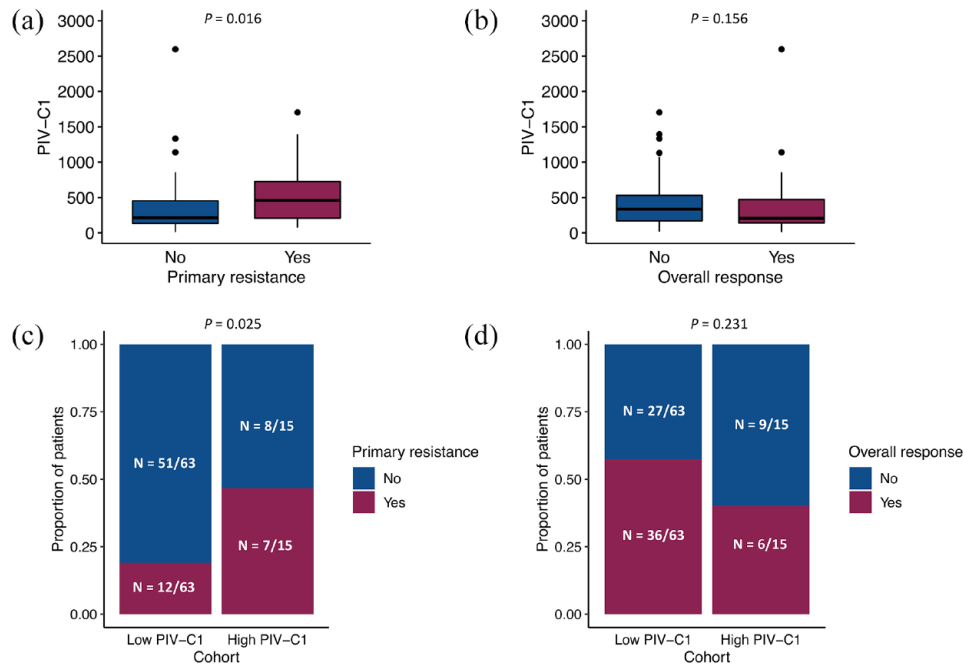 (a)
P = 0.016
3000
2500
2000
1500
1000
500
0
PIV−C1
No
Yes
Primary resistance
(b)
P = 0.156
3000
2500
2000
1500
1000
500
0
PIV−C1
No
Yes
Overall response
(c)
P = 0.025
1.00
0.75
0.50
0.25
0.00
Proportion of patients
N = 51/63
N = 12/63
N = 8/15
N = 7/15
Low PIV−C1
High PIV−C1
Cohort
Primary resistance
No
Yes
(d)
P = 0.231
1.00
0.75
0.50
0.25
0.00
Proportion of patients
N = 27/63
N = 36/63
N = 9/15
N = 6/15
Low PIV−C1
High PIV−C1
Cohort
Overall response
No
Yes